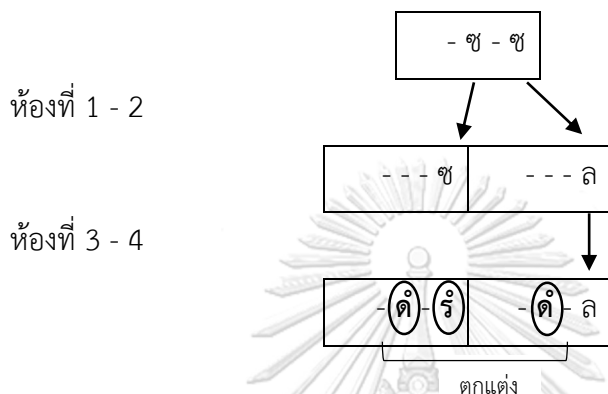 - ซ - ซ
ห้องที่ 1 - 2
- - - ซ - - - ล
ห้องที่ 3 - 4
- ดํ - รํ - ดํ - ล
ตกแต่ง